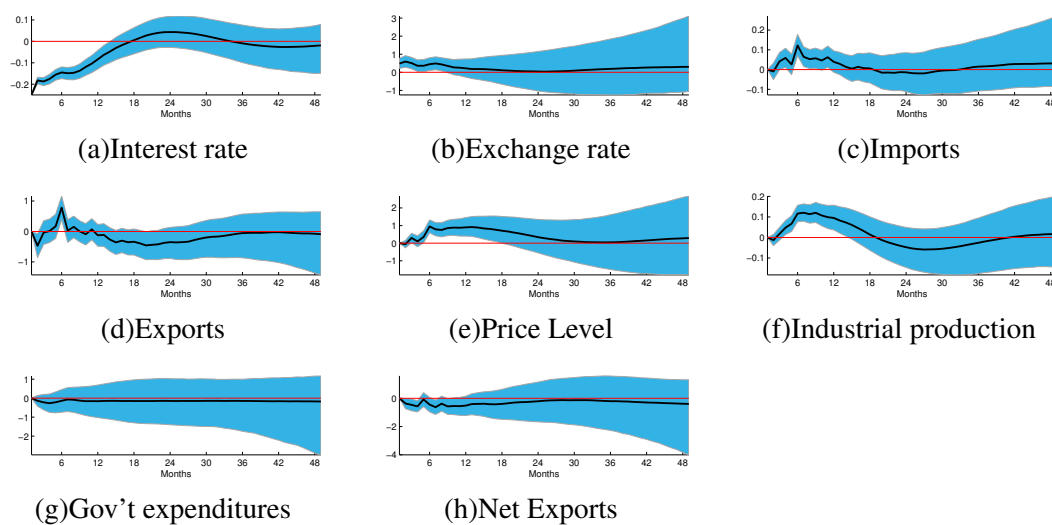 0.1
0
−0.1
−0.2
6 12 18 24 30 36 42 48
Months
(a)Interest rate
3
2
1
0
−1
6 12 18 24 30 36 42 48
Months
(b)Exchange rate
0.2
0.1
0
−0.1
6 12 18 24 30 36 42 48
Months
(c)Imports
1
0
−1
6 12 18 24 30 36 42 48
Months
(d)Exports
2
1
0
−1
6 12 18 24 30 36 42 48
Months
(e)Price Level
0.2
0.1
0
−0.1
6 12 18 24 30 36 42 48
Months
(f)Industrial production
1
0
−1
−2
6 12 18 24 30 36 42 48
Months
(g)Gov't expenditures
0
−2
−4
6 12 18 24 30 36 42 48
Months
(h)Net Exports